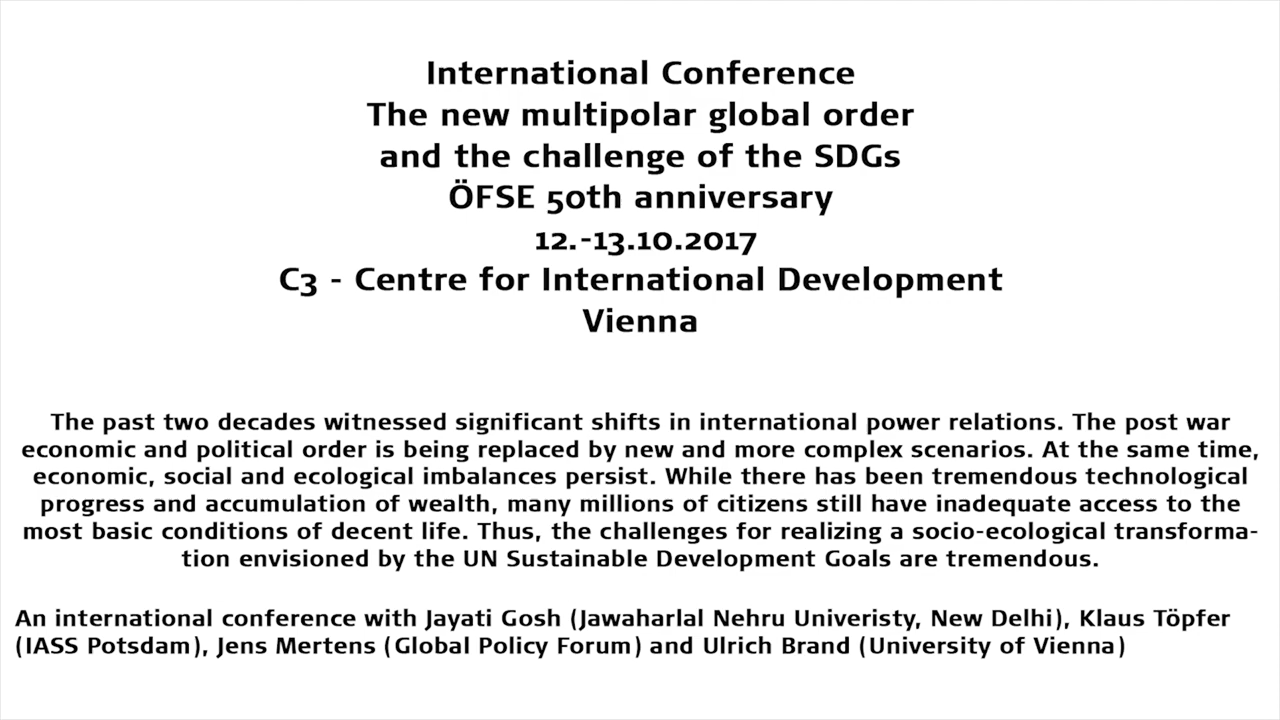 International Conference
The new multipolar global order
and the challenge of the SDGs
ÖFSE 50th anniversary
12.-13.10.2017
C3 - Centre for International Development
Vienna
The past two decades witnessed significant shifts in international power relations. The post war
economic and political order is being replaced by new and more complex scenarios. At the same time,
economic, social and ecological imbalances persist. While there has been tremendous technological
progress and accumulation of wealth, many millions of citizens still have inadequate access to the
most basic conditions of decent life. Thus, the challenges for realizing a socio-ecological transforma-
tion envisioned by the UN Sustainable Development Goals are tremendous.
An international conference with Jayati Gosh (Jawaharlal Nehru Univeristy, New Delhi), Klaus Töpfer
(IASS Potsdam), Jens Mertens (Global Policy Forum) and Ulrich Brand (University of Vienna)